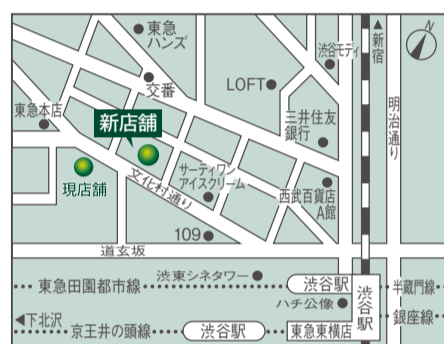 東急
ハンズ
▲新宿
N
渋谷モディ
交番
LOFT
東急本店
新店舗
三井住友
銀行
明治通り
現店舗
文化村通り
サーティワン
アイスクリーム
西武百貨店
A館
109
道玄坂
渋東シネタワー
渋谷駅
東急田園都市線
半蔵門線
ハチ公像
渋谷駅
◀下北沢
銀座線
京王井の頭線
渋谷駅
東急東横店